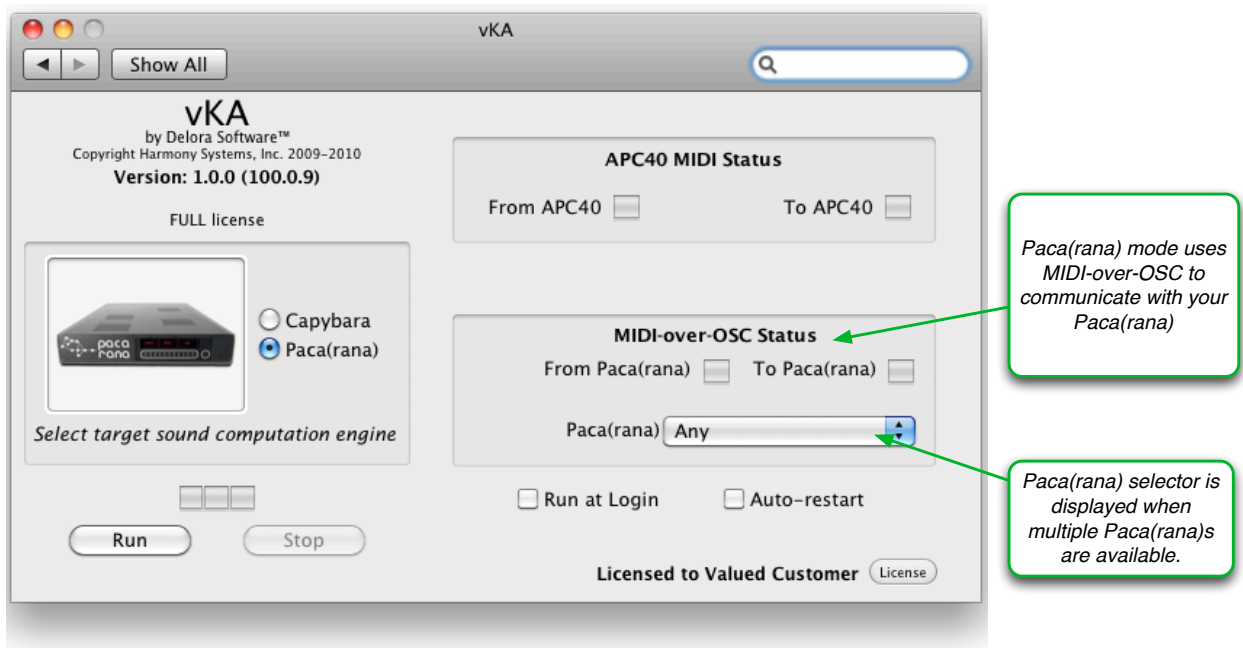 vKA
Show All
vKA
by Delora Software™
Copyright Harmony Systems, Inc. 2009-2010
Version: 1.0.0 (100.0.9)
FULL license
paca
rana
Capybara
Paca(rana)
Select target sound computation engine
Run
Stop
APC40 MIDI Status
From APC40
To APC40
MIDI-over-OSC Status
From Paca(rana)
To Paca(rana)
Paca(rana)
Any
Run at Login
Auto-restart
Licensed to Valued Customer
License
Paca(rana) mode uses
MIDI-over-OSC to
communicate with your
Paca(rana)
Paca(rana) selector is
displayed when
multiple Paca(rana)s
are available.